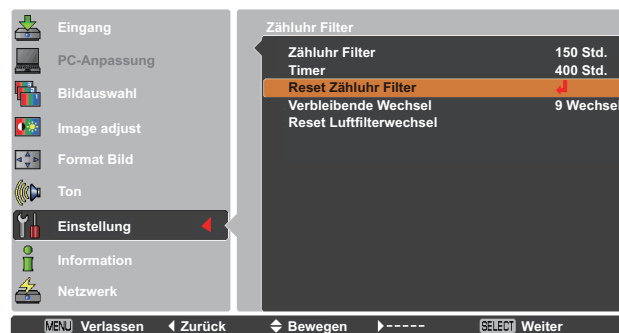 Eingang
PC-Anpassung
Bildauswahl
Image adjust
Format Bild
Ton
Einstellung
Information
Netzwerk
Zähluhr Filter
Zähluhr Filter 150 Std.
Timer 400 Std.
Reset Zähluhr Filter
Verbleibende Wechsel 9 Wechsel
Reset Luftfilterwechsel
MENU Verlassen Zurück Bewegen ----- SELECT Weiter